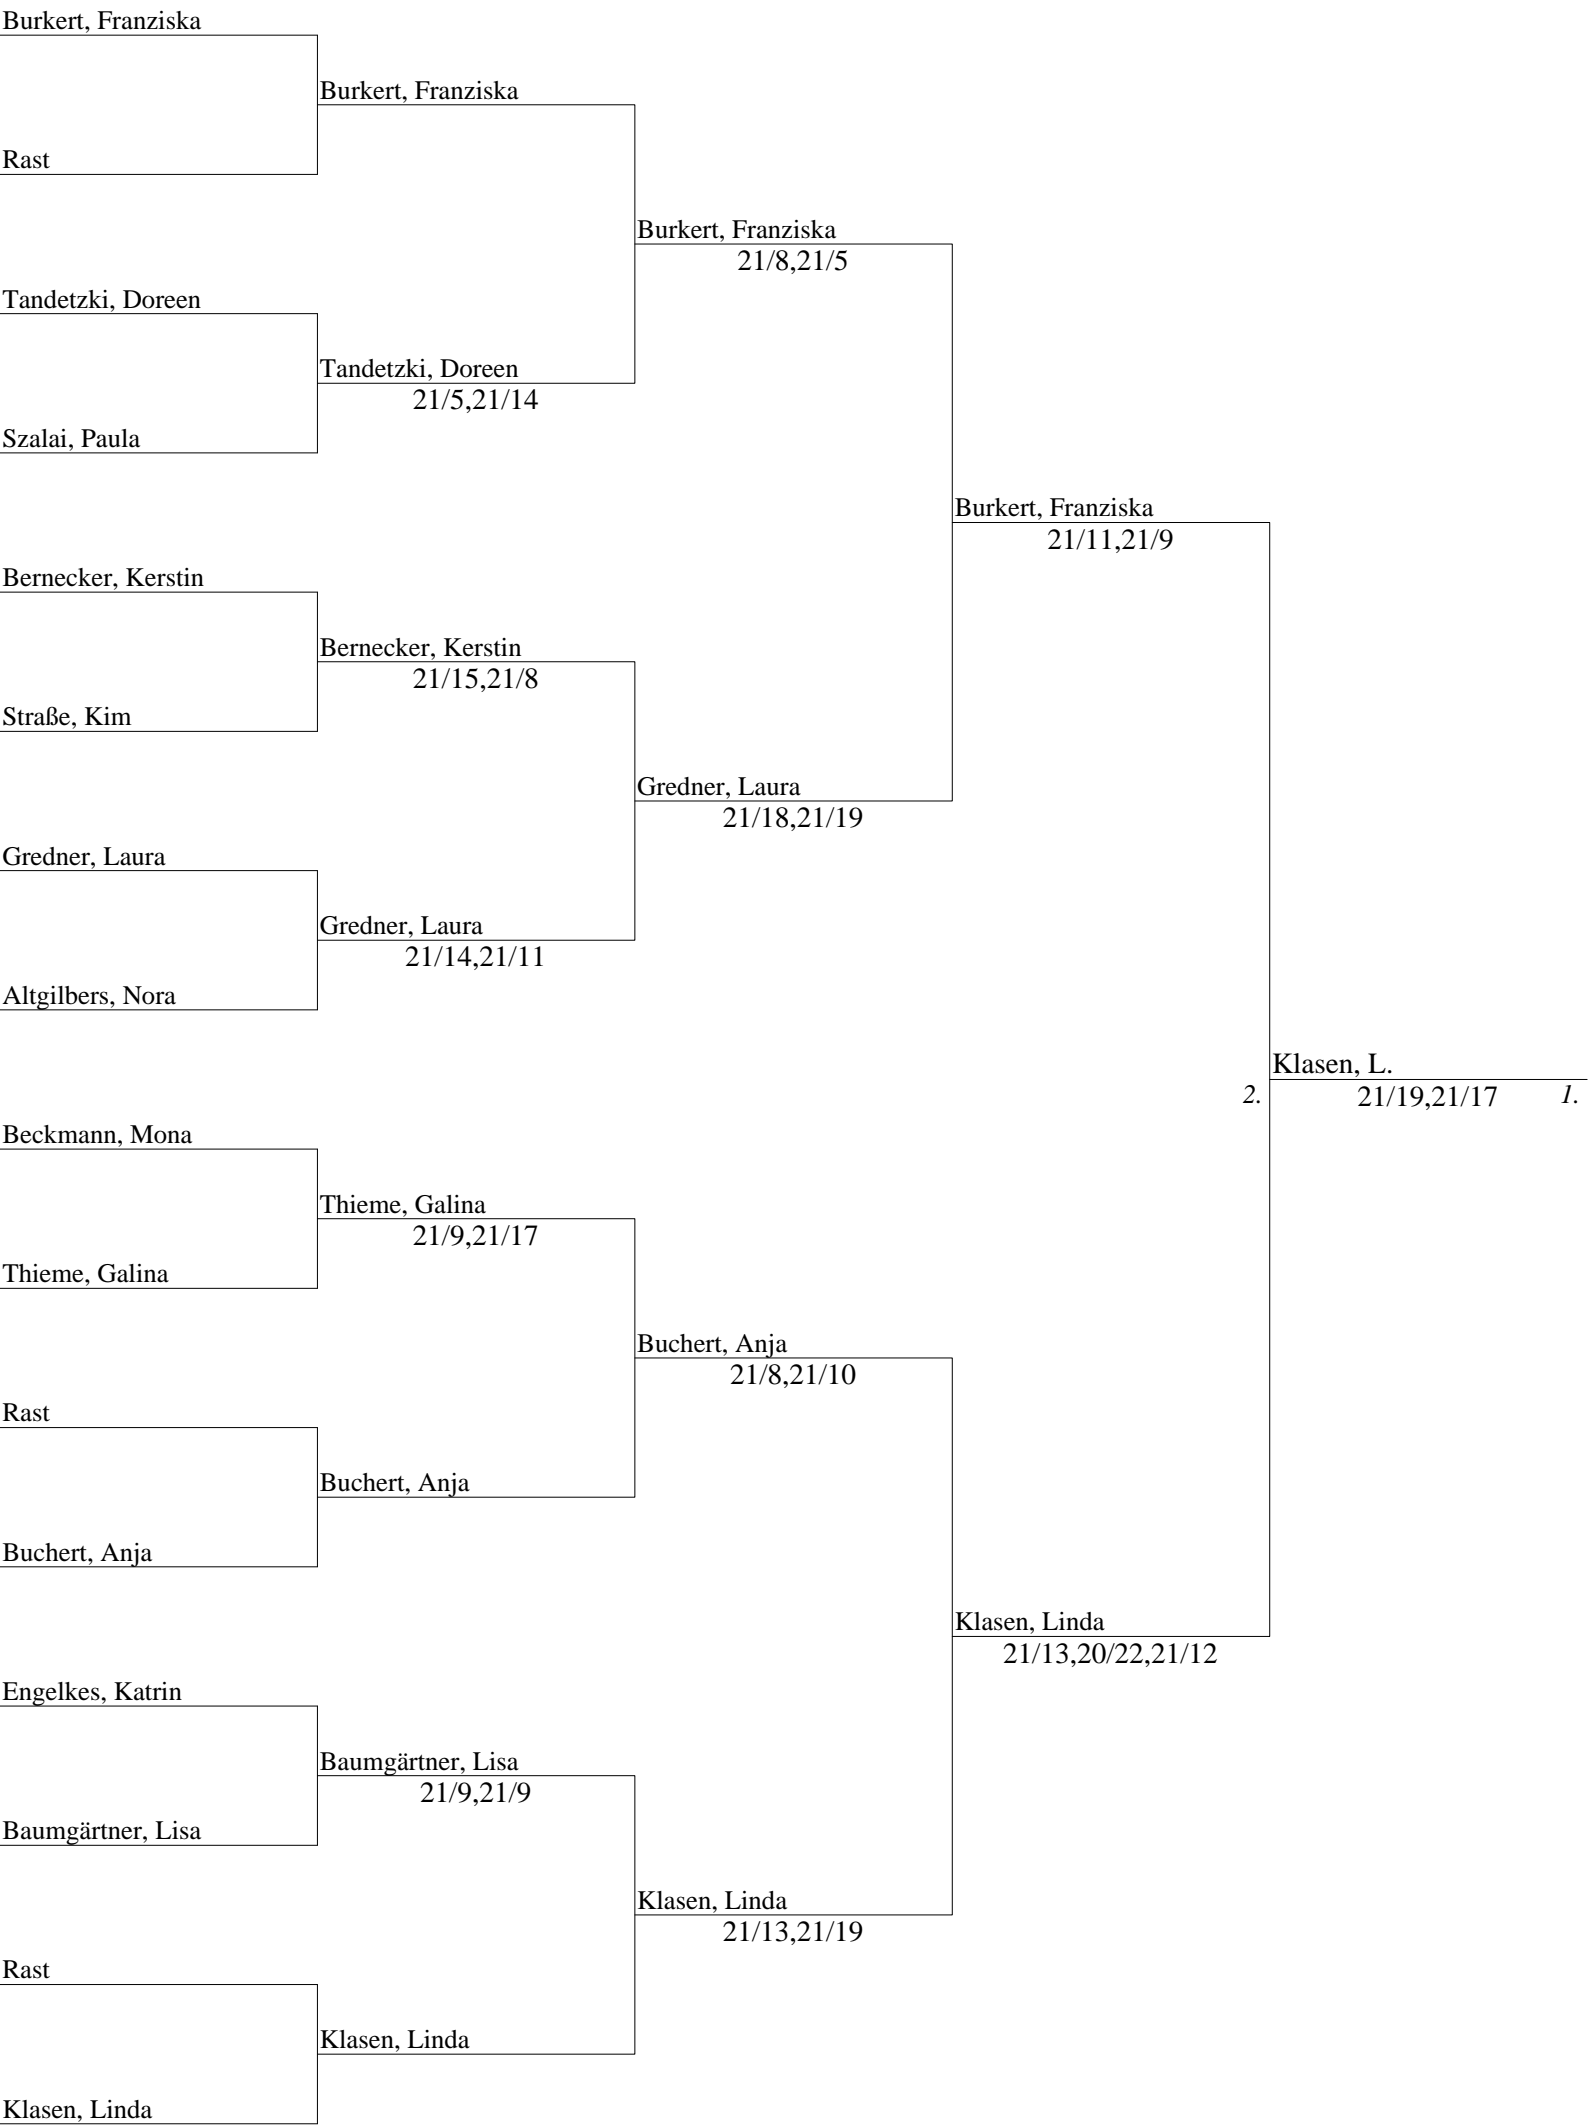 Burkert, Franziska
Burkert, Franziska
Rast
Burkert, Franziska
21/8,21/5
Tandetzki, Doreen
Tandetzki, Doreen
21/5,21/14
Szalai, Paula
Burkert, Franziska
21/11,21/9
Bernecker, Kerstin
Bernecker, Kerstin
21/15,21/8
Straße, Kim
Gredner, Laura
21/18,21/19
Gredner, Laura
Gredner, Laura
21/14,21/11
Altgilbers, Nora
Klasen, L.
2.
21/19,21/17
1.
Beckmann, Mona
Thieme, Galina
21/9,21/17
Thieme, Galina
Buchert, Anja
21/8,21/10
Rast
Buchert, Anja
Buchert, Anja
Klasen, Linda
21/13,20/22,21/12
Engelkes, Katrin
Baumgärtner, Lisa
21/9,21/9
Baumgärtner, Lisa
Klasen, Linda
21/13,21/19
Rast
Klasen, Linda
Klasen, Linda